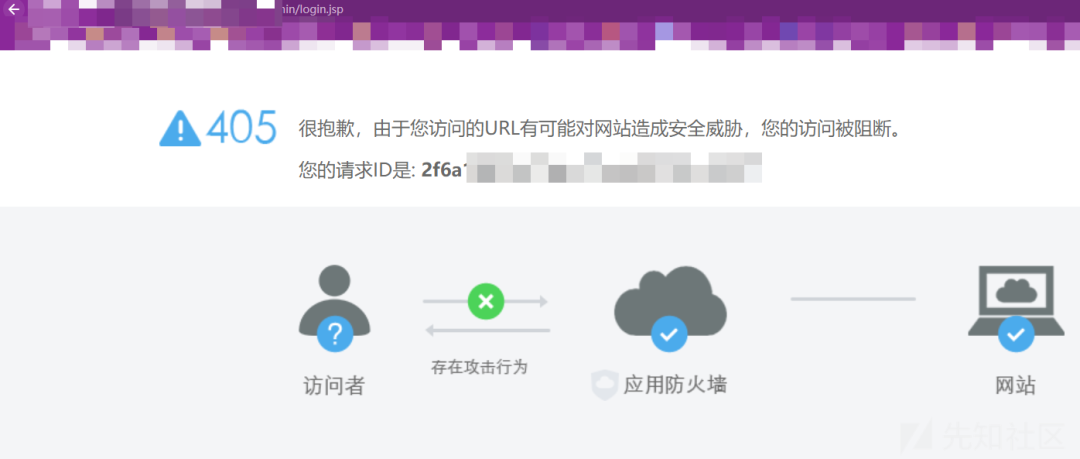 min/login.jsp
405
很抱歉，由于您访问的URL有可能对网站造成安全威胁，您的访问被阻断。
您的请求ID是: 2f6a
存在攻击行为
访问者
应用防火墙
网站
先知社区